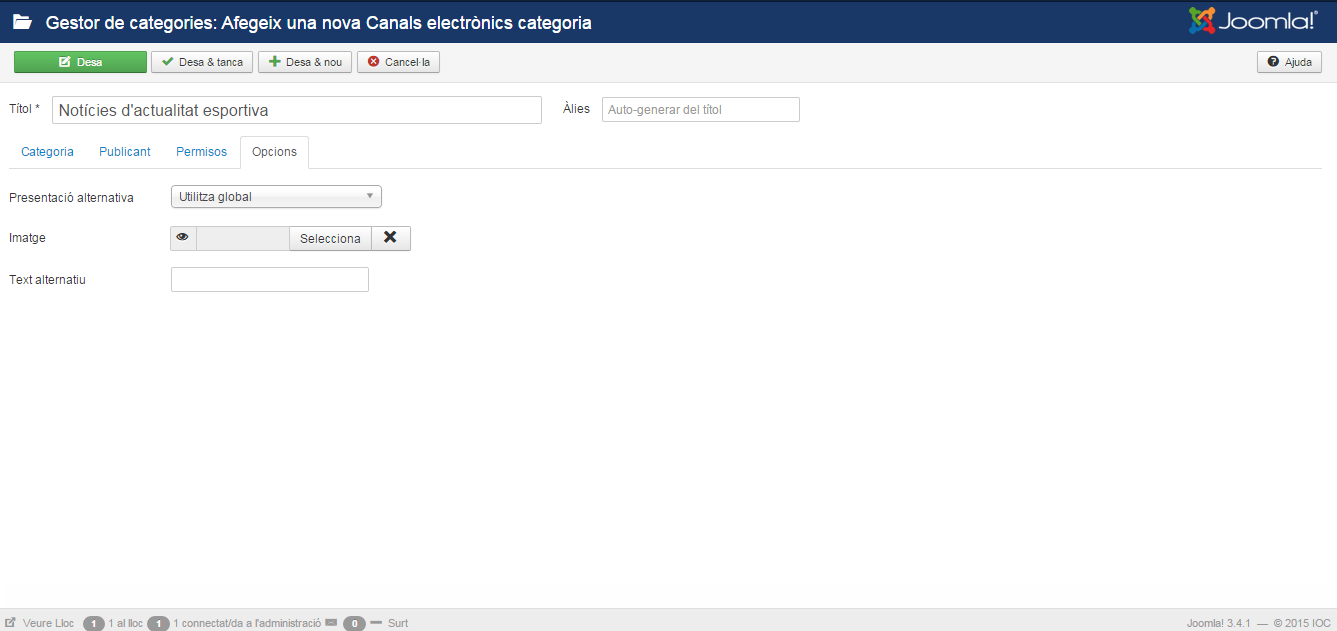 Gestor de categories: Afegeix una nova Canals electrònics categoria
Joomla!®
Desa Desa & tanca Desa & nou Cancel·la Ajuda
Títol * Notícies d'actualitat esportiva Àlies Auto-generar del títol
Categoria Publicant Permisos Opcions
Presentació alternativa Utilitza global
Imatge Selecciona
Text alternatiu
Veure Lloc 1 1 al lloc 1 1 connectat/da a l'administració 0 Surt Joomla! 3.4.1 — © 2015 IOC